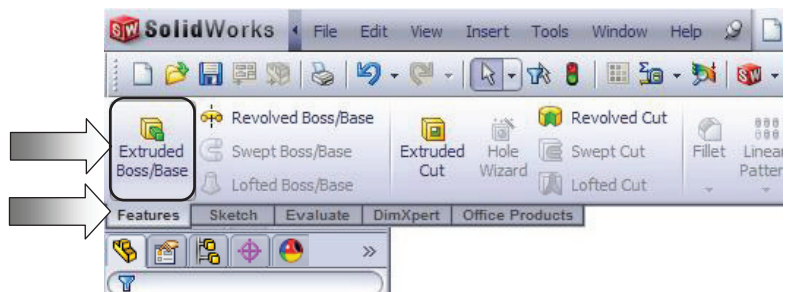 SW SolidWorks File Edit View Insert Tools Window Help
Extruded Boss/Base
Revolved Boss/Base
Swept Boss/Base
Lofted Boss/Base
Extruded Cut
Hole Wizard
Revolved Cut
Swept Cut
Lofted Cut
Fillet
Linear
Patter
Features Sketch Evaluate DimXpert Office Products